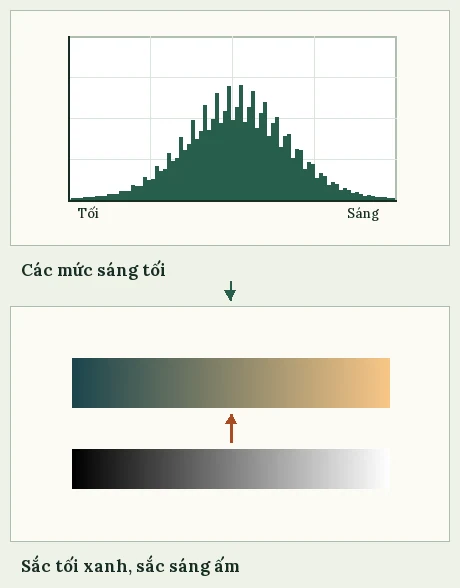 Tối
Sáng
Các mức sáng tối
Sắc tối xanh, sắc sáng ấm